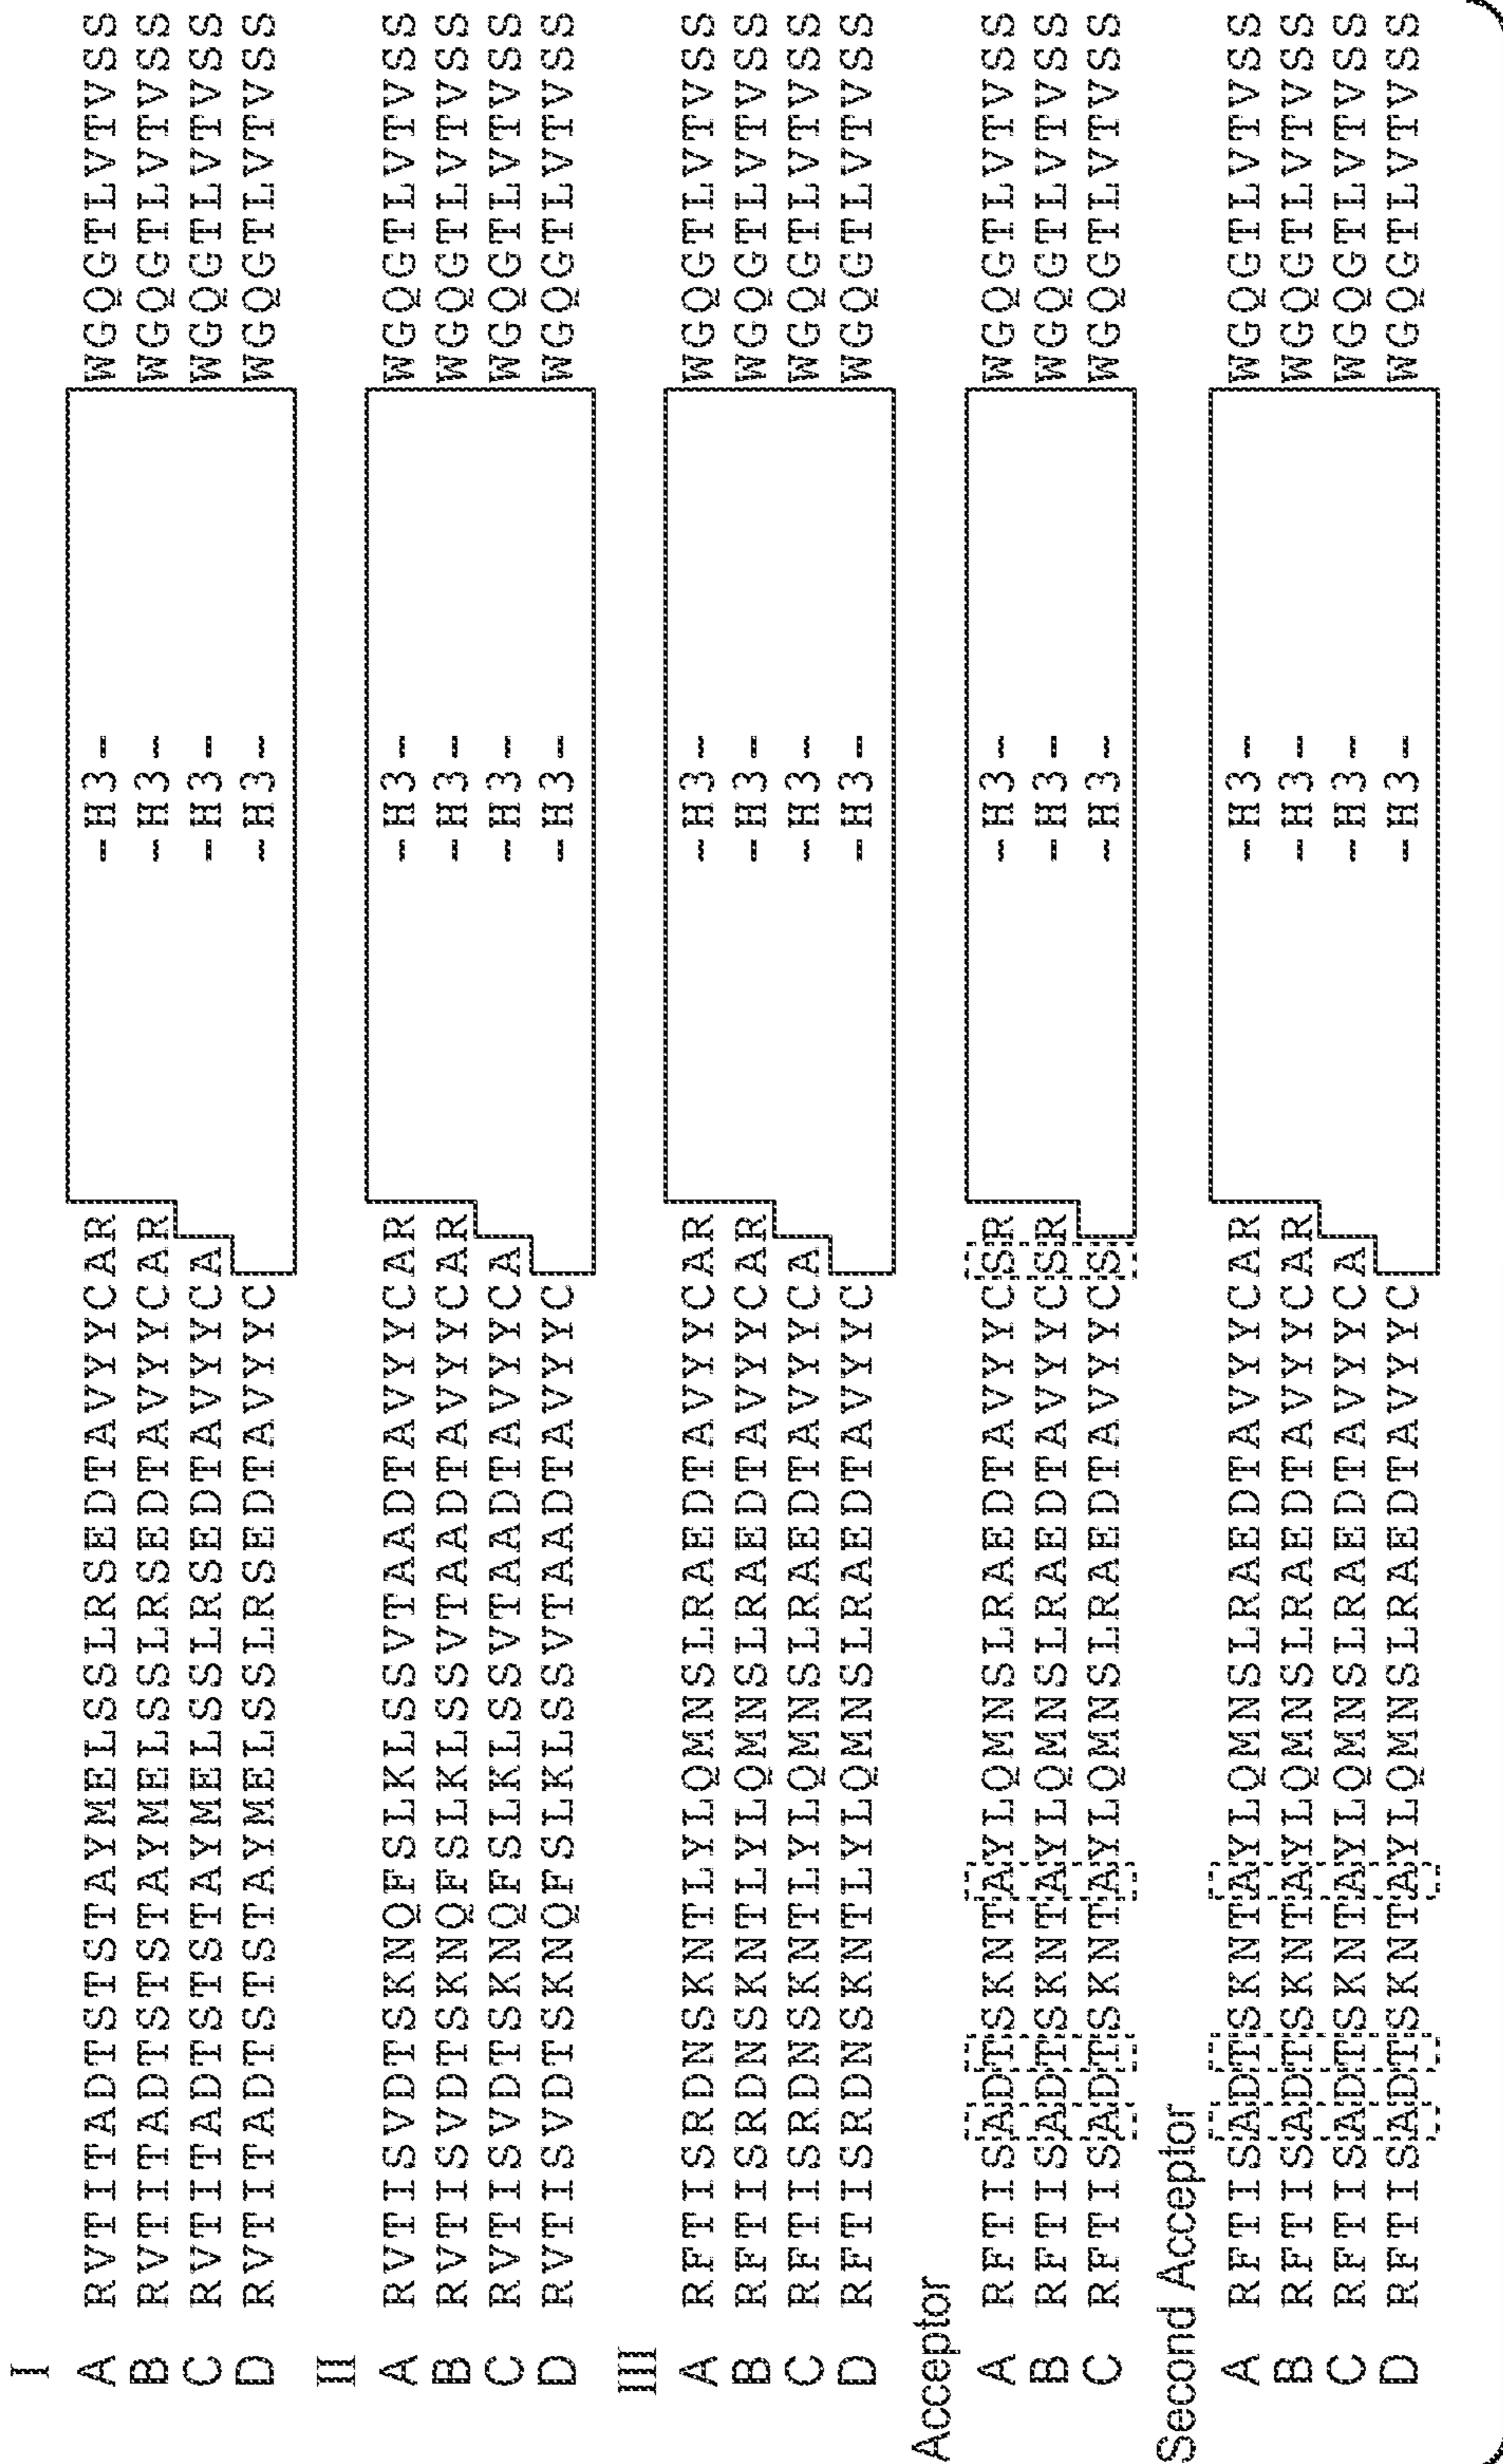 I
A RVTITADTSTSTAYMELSSLRSEDTAVYYCAR -H3- WGQGTLVTVSS
B RVTITADTSTSTAYMELSSLRSEDTAVYYCAR -H3- WGQGTLVTVSS
C RVTITADTSTSTAYMELSSLRSEDTAVYYCA -H3- WGQGTLVTVSS
D RVTITADTSTSTAYMELSSLRSEDTAVYYC -H3- WGQGTLVTVSS
II
A RVTISVDTSKNQFSLKLSSVTAADTAVYYCAR -H3- WGQGTLVTVSS
B RVTISVDTSKNQFSLKLSSVTAADTAVYYCAR -H3- WGQGTLVTVSS
C RVTISVDTSKNQFSLKLSSVTAADTAVYYCA -H3- WGQGTLVTVSS
D RVTISVDTSKNQFSLKLSSVTAADTAVYYC -H3- WGQGTLVTVSS
III
A RFTISRDNSKNTLYLQMNSLRAEDTAVYYCAR -H3- WGQGTLVTVSS
B RFTISRDNSKNTLYLQMNSLRAEDTAVYYCAR -H3- WGQGTLVTVSS
C RFTISRDNSKNTLYLQMNSLRAEDTAVYYCA -H3- WGQGTLVTVSS
D RFTISRDNSKNTLYLQMNSLRAEDTAVYYC -H3- WGQGTLVTVSS
Acceptor
A RFTISADTSKNTAYLQMNSLRAEDTAVYYCSR -H3- WGQGTLVTVSS
B RFTISADTSKNTAYLQMNSLRAEDTAVYYCSR -H3- WGQGTLVTVSS
C RFTISADTSKNTAYLQMNSLRAEDTAVYYCS -H3- WGQGTLVTVSS
Second Acceptor
A RFTISADTSKNTAYLQMNSLRAEDTAVYYCAR -H3- WGQGTLVTVSS
B RFTISADTSKNTAYLQMNSLRAEDTAVYYCAR -H3- WGQGTLVTVSS
C RFTISADTSKNTAYLQMNSLRAEDTAVYYCA -H3- WGQGTLVTVSS
D RFTISADTSKNTAYLQMNSLRAEDTAVYYC -H3- WGQGTLVTVSS